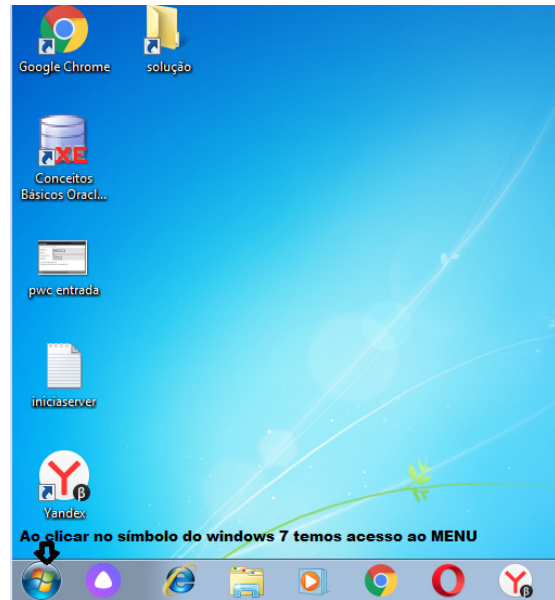 Google Chrome
solução
XE
Conceitos
Básicos Oracl...
pwc entrada
iniciaserver
Y β
Yandex
Ao clicar no símbolo do windows 7 temos acesso ao MENU
Y β